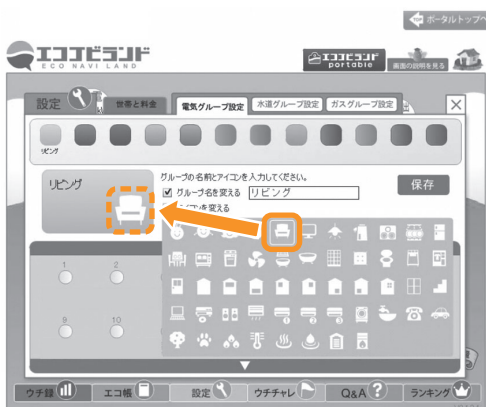 TOP ポータルトップへ
エココエランド
ECO NAVI LAND
エココエランド
portable
画面の説明を見る
設定
世帯と料金
電気グループ設定
水道グループ設定
ガスグループ設定
リビング
グループの名前とアイコンを入力してください。
リビング
グループ名を変える リビング
保存
イコンを変える
1 2
9 10
ウチ録
エコ帳
設定
ウチチャレ
Q&A
ランキング